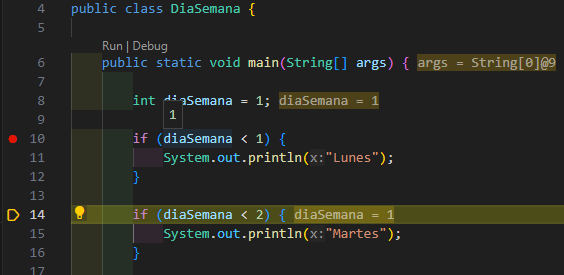 4 public class DiaSemana {
5
Run | Debug
6 public static void main(String[] args) { args = String[0]@9
7
8 int diaSemana = 1; diaSemana = 1
1
9
10 if (diaSemana < 1) {
11 System.out.println(x:"Lunes");
12 }
13
14 if (diaSemana < 2) { diaSemana = 1
15 System.out.println(x:"Martes");
16 }
17